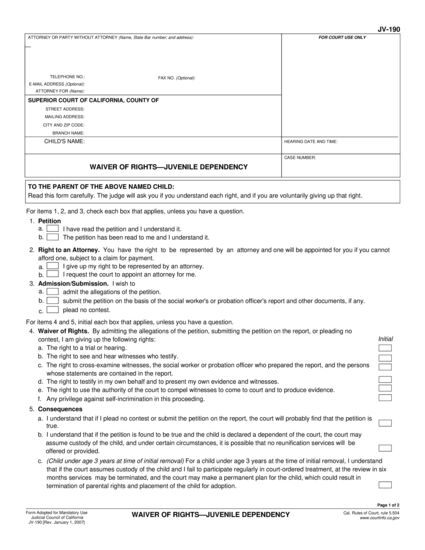 JV-190
ATTORNEY OR PARTY WITHOUT ATTORNEY (Name, State Bar number, and address):
FOR COURT USE ONLY
TELEPHONE NO.: FAX NO. (Optional):
E-MAIL ADDRESS (Optional):
ATTORNEY FOR (Name):
SUPERIOR COURT OF CALIFORNIA, COUNTY OF
STREET ADDRESS:
MAILING ADDRESS:
CITY AND ZIP CODE:
BRANCH NAME:
CHILD'S NAME:
HEARING DATE AND TIME:
WAIVER OF RIGHTS—JUVENILE DEPENDENCY
CASE NUMBER:
TO THE PARENT OF THE ABOVE NAMED CHILD:
Read this form carefully. The judge will ask you if you understand each right, and if you are voluntarily giving up that right.
For items 1, 2, and 3, check each box that applies, unless you have a question.
1. Petition
a. I have read the petition and I understand it.
b. The petition has been read to me and I understand it.
2. Right to an Attorney. You have the right to be represented by an attorney and one will be appointed for you if you cannot
afford one, subject to a claim for payment.
a. I give up my right to be represented by an attorney.
b. I request the court to appoint an attorney for me.
3. Admission/Submission. I wish to
a. admit the allegations of the petition.
b. submit the petition on the basis of the social worker's or probation officer's report and other documents, if any.
c. plead no contest.
For items 4 and 5, initial each box that applies, unless you have a question.
4. Waiver of Rights. By admitting the allegations of the petition, submitting the petition on the report, or pleading no
contest, I am giving up the following rights:
Initial
a. The right to a trial or hearing.
b. The right to see and hear witnesses who testify.
c. The right to cross-examine witnesses, the social worker or probation officer who prepared the report, and the persons
whose statements are contained in the report.
d. The right to testify in my own behalf and to present my own evidence and witnesses.
e. The right to use the authority of the court to compel witnesses to come to court and to produce evidence.
f. Any privilege against self-incrimination in this proceeding.
5. Consequences
a. I understand that if I plead no contest or submit the petition on the report, the court will probably find that the petition is
true.
b. I understand that if the petition is found to be true and the child is declared a dependent of the court, the court may
assume custody of the child, and under certain circumstances, it is possible that no reunification services will be
offered or provided.
c. (Child under age 3 years at time of initial removal) For a child under age 3 years at the time of initial removal, I understand
that if the court assumes custody of the child and I fail to participate regularly in court-ordered treatment, at the review in six
months services may be terminated, and the court may make a permanent plan for the child, which could result in
termination of parental rights and placement of the child for adoption.
Page 1 of 2
Form Adopted for Mandatory Use
Judicial Council of California
JV-190 [Rev. January 1, 2007]
WAIVER OF RIGHTS—JUVENILE DEPENDENCY
Cal. Rules of Court, rule 5.504
www.courtinfo.ca.gov